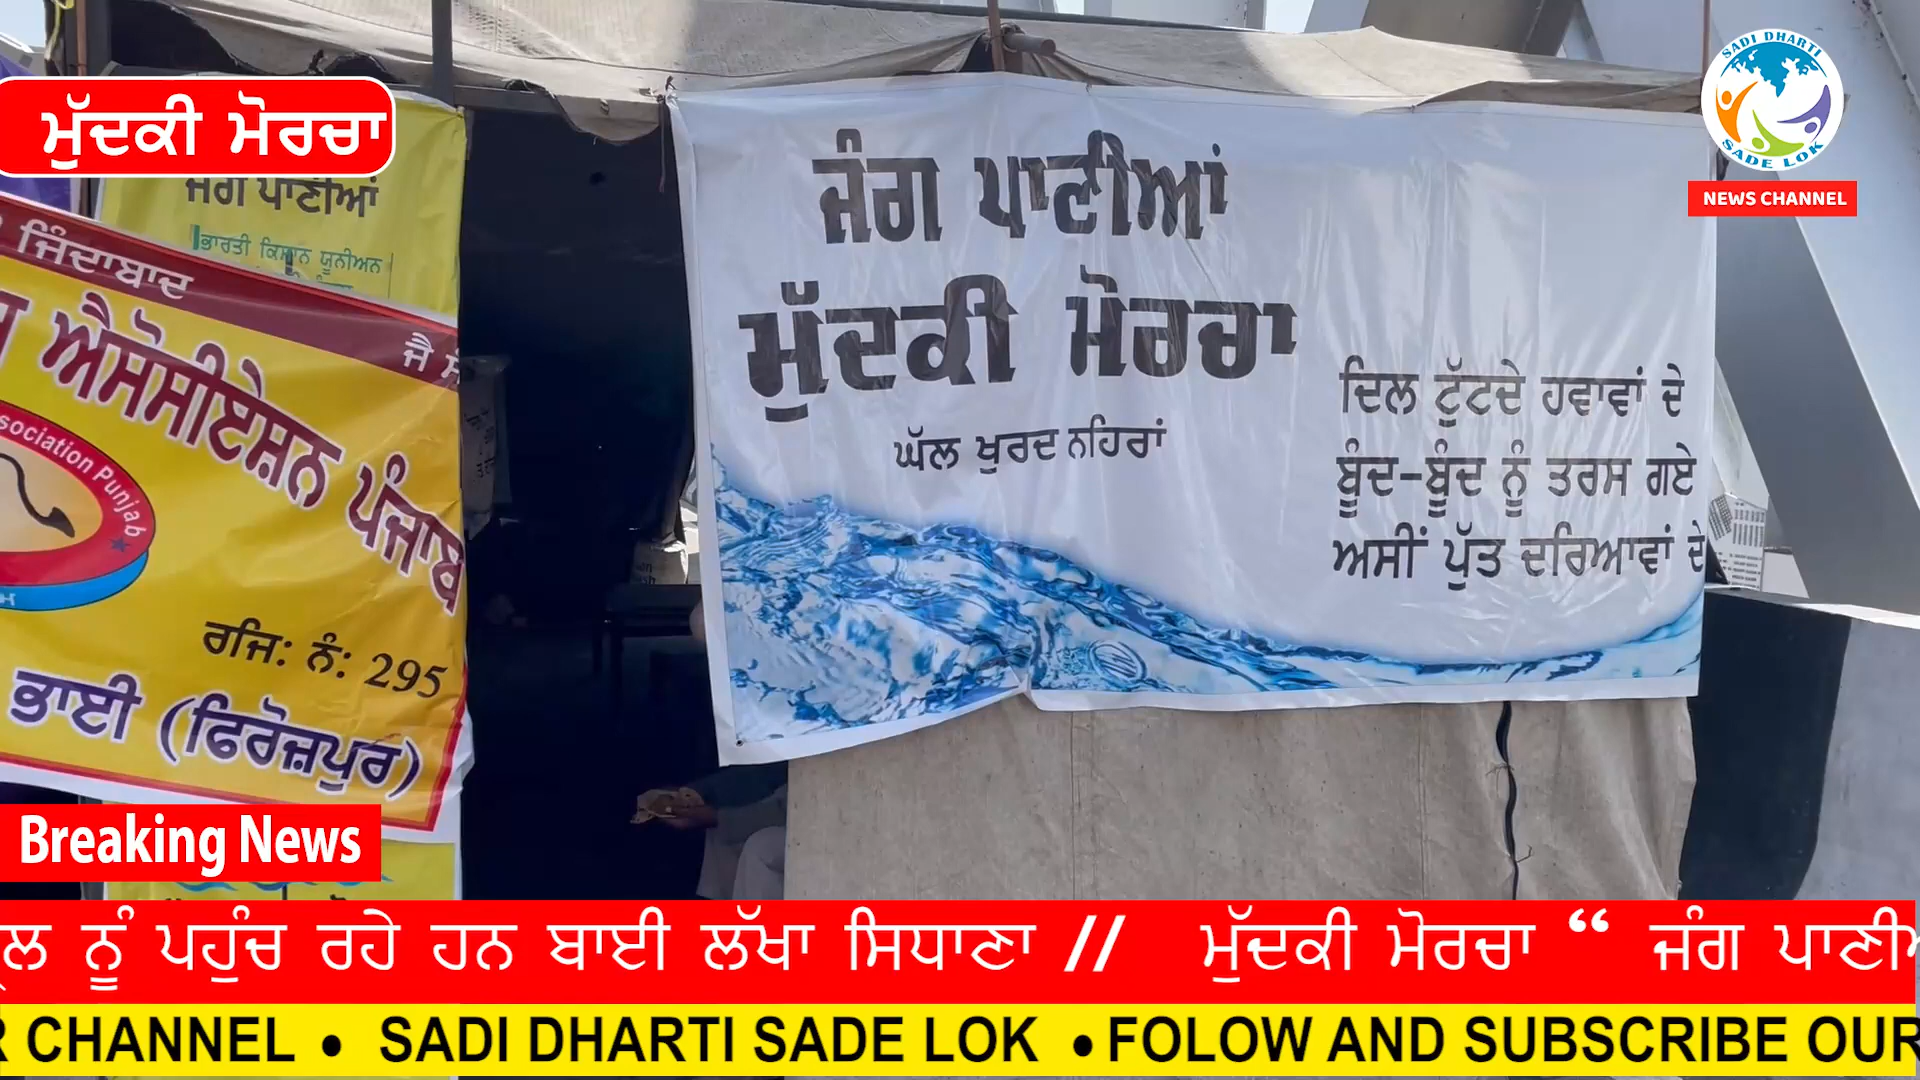 ਮੁੱਦਕੀ ਮੋਰਚਾ
SADI DHARTI
SADE LOK
NEWS CHANNEL
ਜੰਗ ਪਾਣੀਆਂ
ਭਾਰਤੀ ਕਿਸਾਨ ਯੂਨੀਅਨ
ਜਿੰਦਾਬਾਦ
ਜੈ
ਐਸੋਸੀਏਸ਼ਨ ਪੰਜਾਬ
sociation Punjab
ਰਜਿ: ਨੰ: 295
ਭਾਈ (ਫਿਰੋਜ਼ਪੁਰ)
ਜੰਗ ਪਾਣੀਆਂ
ਮੁੱਦਕੀ ਮੋਰਚਾ
ਘੱਲ ਖੁਰਦ ਨਹਿਰਾਂ
ਦਿਲ ਟੁੱਟਦੇ ਹਵਾਵਾਂ ਦੇ
ਬੂੰਦ-ਬੂੰਦ ਨੂੰ ਤਰਸ ਗਏ
ਅਸੀਂ ਪੁੱਤ ਦਰਿਆਵਾਂ ਦੇ
Breaking News
ਲ ਨੂੰ ਪਹੁੰਚ ਰਹੇ ਹਨ ਬਾਈ ਲੱਖਾ ਸਿਧਾਣਾ // ਮੁੱਦਕੀ ਮੋਰਚਾ “ ਜੰਗ ਪਾਣੀਆ
R CHANNEL • SADI DHARTI SADE LOK • FOLOW AND SUBSCRIBE OUR